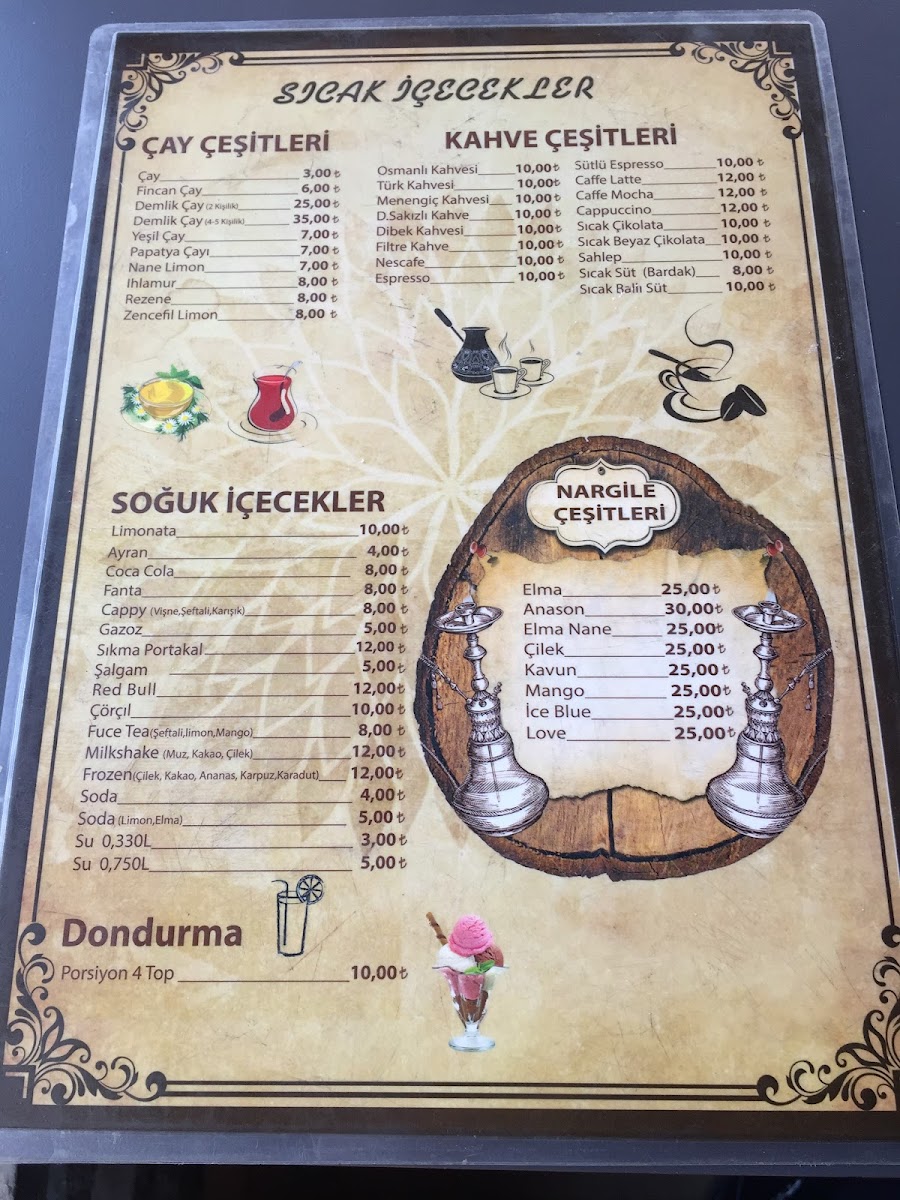 SICAK İÇECEKLER
ÇAY ÇEŞİTLERİ
Çay 3,00 ₺
Fincan Çay 6,00 ₺
Demlik Çay (2 Kişilik) 25,00 ₺
Demlik Çay (4-5 Kişilik) 35,00 ₺
Yeşil Çay 7,00 ₺
Papatya Çayı 7,00 ₺
Nane Limon 7,00 ₺
Ihlamur 8,00 ₺
Rezene 8,00 ₺
Zencefil Limon 8,00 ₺
KAHVE ÇEŞİTLERİ
Osmanlı Kahvesi 10,00 ₺
Türk Kahvesi 10,00 ₺
Menengiç Kahvesi 10,00 ₺
D.Sakızlı Kahve 10,00 ₺
Dibek Kahvesi 10,00 ₺
Filtre Kahve 10,00 ₺
Nescafe 10,00 ₺
Espresso 10,00 ₺
Sütlü Espresso 10,00 ₺
Caffe Latte 12,00 ₺
Caffe Mocha 12,00 ₺
Cappuccino 12,00 ₺
Sıcak Çikolata 10,00 ₺
Sıcak Beyaz Çikolata 10,00 ₺
Sahlep 10,00 ₺
Sıcak Süt (Bardak) 8,00 ₺
Sıcak Ballı Süt 10,00 ₺
SOĞUK İÇECEKLER
Limonata 10,00 ₺
Ayran 4,00 ₺
Coca Cola 8,00 ₺
Fanta 8,00 ₺
Cappy (Vişne,Şeftali,Karışık) 8,00 ₺
Gazoz 5,00 ₺
Sıkma Portakal 12,00 ₺
Şalgam 5,00 ₺
Red Bull 12,00 ₺
Çörçıl 10,00 ₺
Fuce Tea(Şeftali,limon,Mango) 8,00 ₺
Milkshake (Muz, Kakao, Çilek) 12,00 ₺
Frozen(Çilek, Kakao, Ananas, Karpuz,Karadut) 12,00 ₺
Soda 4,00 ₺
Soda (Limon,Elma) 5,00 ₺
Su 0,330L 3,00 ₺
Su 0,750L 5,00 ₺
NARGİLE
ÇEŞİTLERİ
Elma 25,00 ₺
Anason 30,00 ₺
Elma Nane 25,00 ₺
Çilek 25,00 ₺
Kavun 25,00 ₺
Mango 25,00 ₺
İce Blue 25,00 ₺
Love 25,00 ₺
Dondurma
Porsiyon 4 Top 10,00 ₺